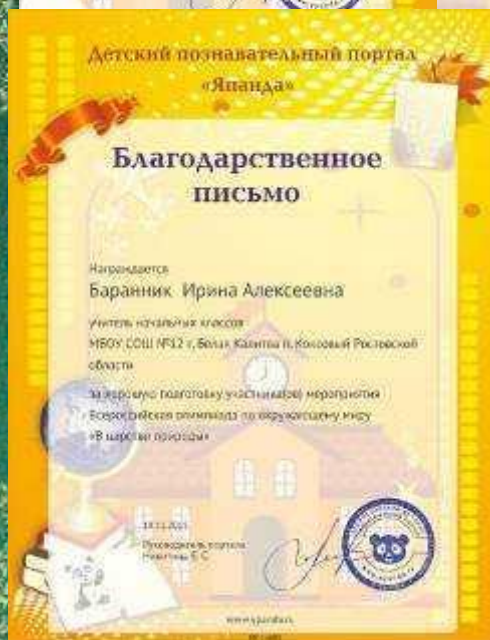 Детский познавательный портал
«Япанда»
Благодарственное
письмо
Награждается
Баранник Ирина Алексеевна
учитель начальных классов
МБОУ СОШ №12 г. Белая Калитва п. Коксовый Ростовской
области
за хорошую подготовку участника(ов) мероприятия
Всероссийская олимпиада по окружающему миру
«В царстве природы»
Руководитель портала
Никитина Е.С.